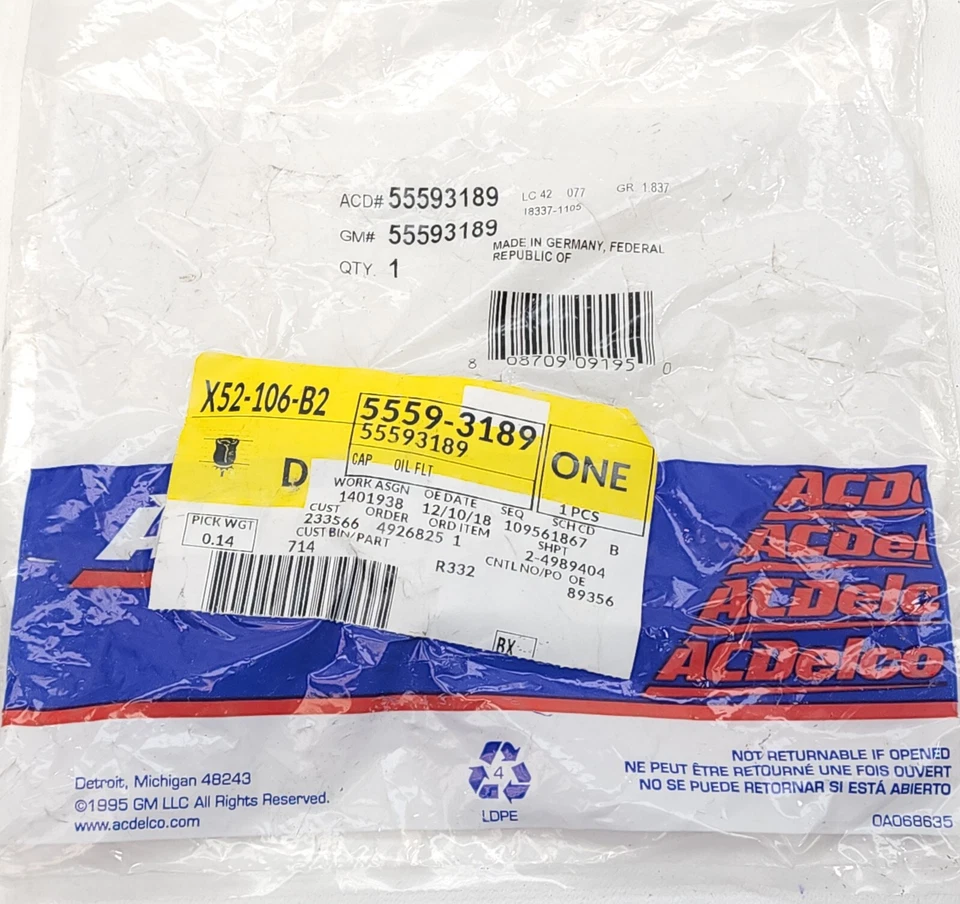 ACD# 55593189 LC 42 077 GR 1.837
18337-1105
GM# 55593189
MADE IN GERMANY, FEDERAL
REPUBLIC OF
QTY. 1
8 08709 09195 0
X52-106-B2
5559-3189
55593189
CAP OIL FLT
D
ONE
1 PCS
WORK ASGN OE DATE SEQ SCH CD
1401938 12/10/18 109561867 B
CUST ORDER ORD ITEM SHPT
233566 4926825 1 2-4989404
CUST BIN/PART CNTL NO/PO OE
714 R332 89356
PICK WGT
0.14
BX
A
ACD
ACDel
ACDelc
ACDelco
Detroit, Michigan 48243
©1995 GM LLC All Rights Reserved.
www.acdelco.com
4
LDPE
NOT RETURNABLE IF OPENED
NE PEUT ÊTRE RETOURNÉ UNE FOIS OUVERT
NO SE PUEDE RETORNAR SI ESTÁ ABIERTO
0A068635